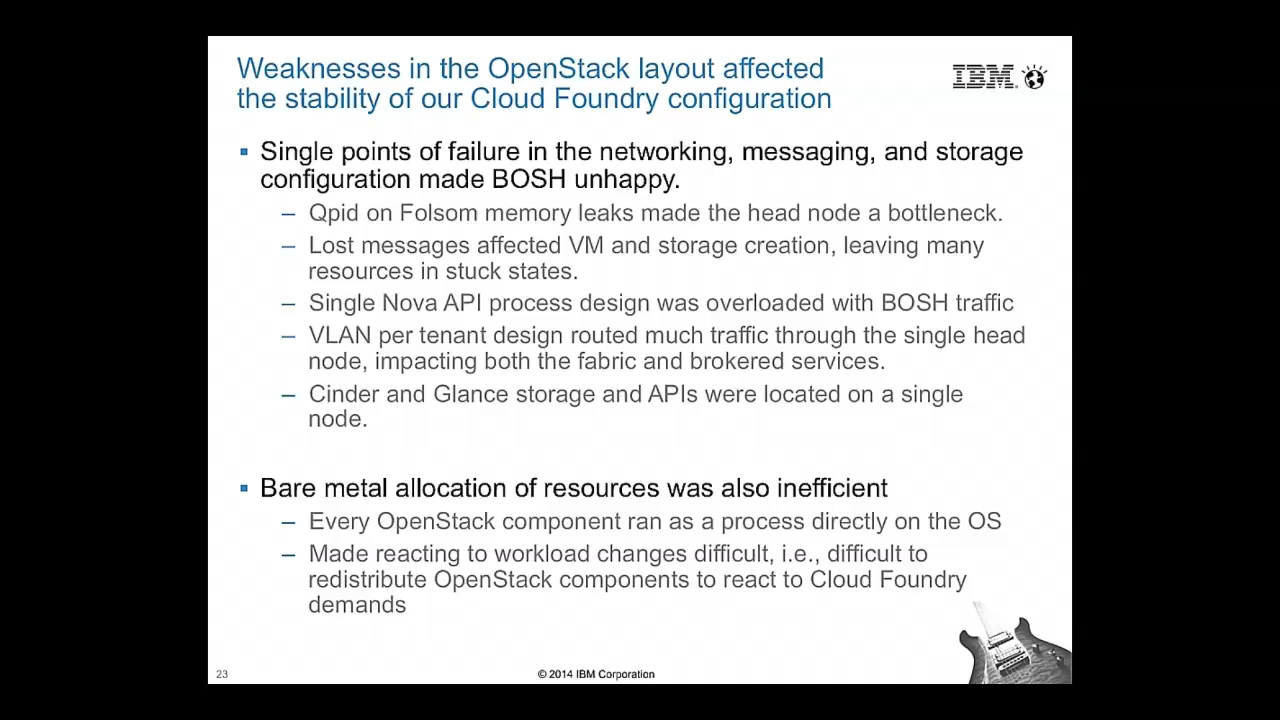 Weaknesses in the OpenStack layout affected
the stability of our Cloud Foundry configuration
IBM
▪ Single points of failure in the networking, messaging, and storage
configuration made BOSH unhappy.
– Qpid on Folsom memory leaks made the head node a bottleneck.
– Lost messages affected VM and storage creation, leaving many
resources in stuck states.
– Single Nova API process design was overloaded with BOSH traffic
– VLAN per tenant design routed much traffic through the single head
node, impacting both the fabric and brokered services.
– Cinder and Glance storage and APIs were located on a single
node.
▪ Bare metal allocation of resources was also inefficient
– Every OpenStack component ran as a process directly on the OS
– Made reacting to workload changes difficult, i.e., difficult to
redistribute OpenStack components to react to Cloud Foundry
demands
23
© 2014 IBM Corporation